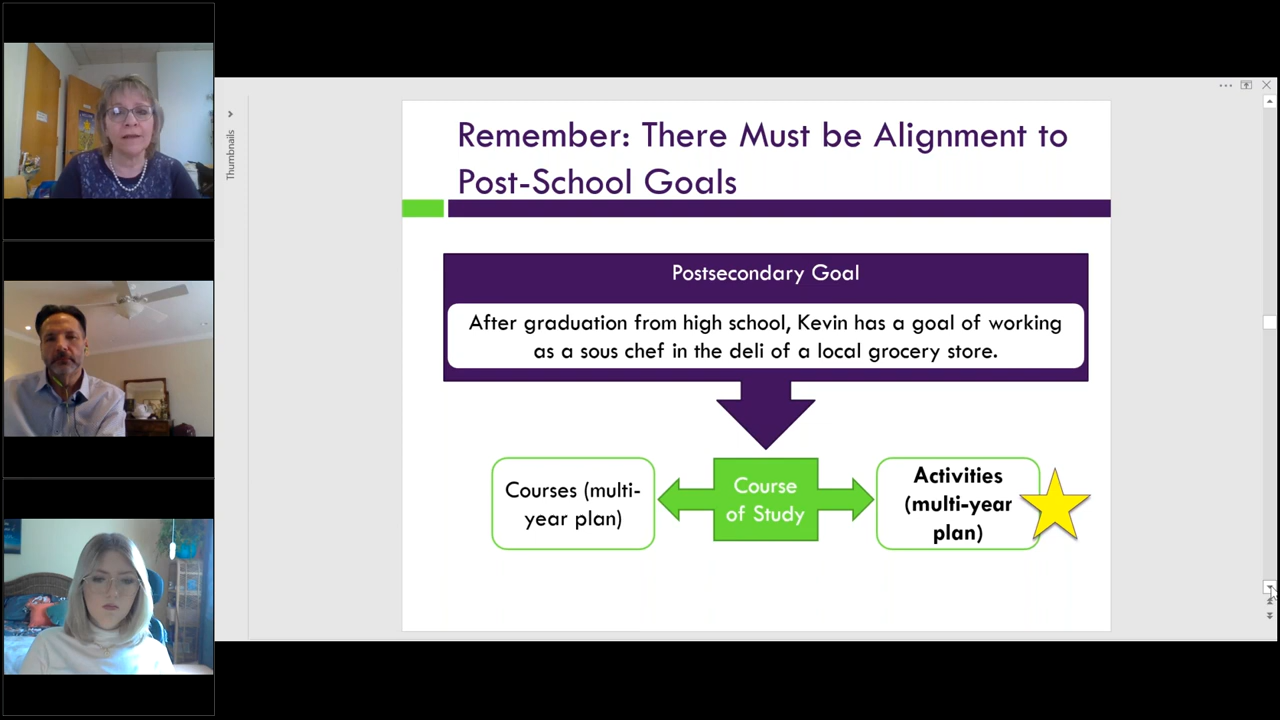 Thumbnails
Remember: There Must be Alignment to
Post-School Goals
Postsecondary Goal
After graduation from high school, Kevin has a goal of working
as a sous chef in the deli of a local grocery store.
Courses (multi-
year plan)
Course
of Study
Activities
(multi-year
plan)